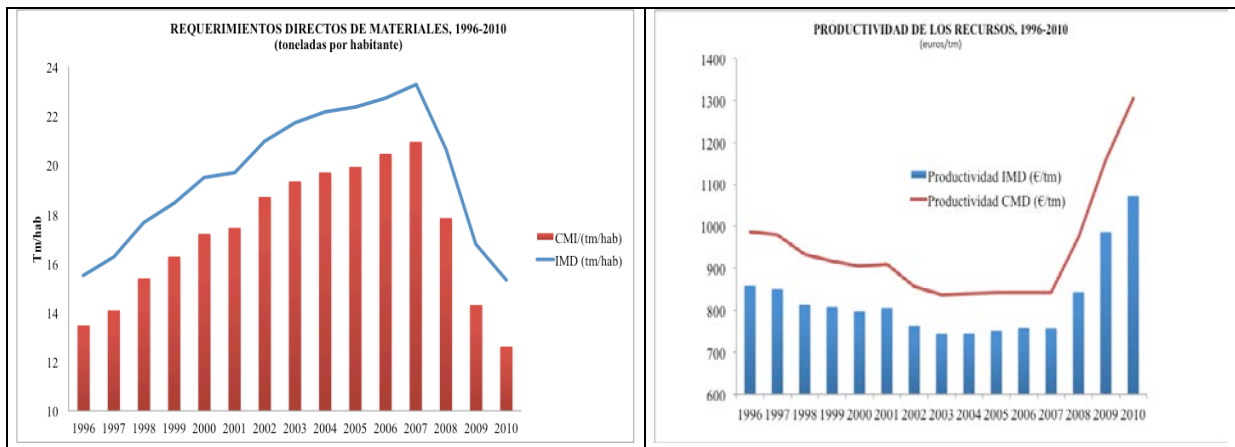 REQUERIMIENTOS DIRECTOS DE MATERIALES, 1996-2010
(toneladas por habitante)
24
22
20
18
16
14
12
10
Tm/hab
CMI/(tm/hab)
IMD (tm/hab)
1996 1997 1998 1999 2000 2001 2002 2003 2004 2005 2006 2007 2008 2009 2010
PRODUCTIVIDAD DE LOS RECURSOS, 1996-2010
(euros/tm)
1400
1300
1200
1100
1000
900
800
700
600
Productividad IMD (€/tm)
Productividad CMD (€/tm)
1996 1997 1998 1999 2000 2001 2002 2003 2004 2005 2006 2007 2008 2009 2010